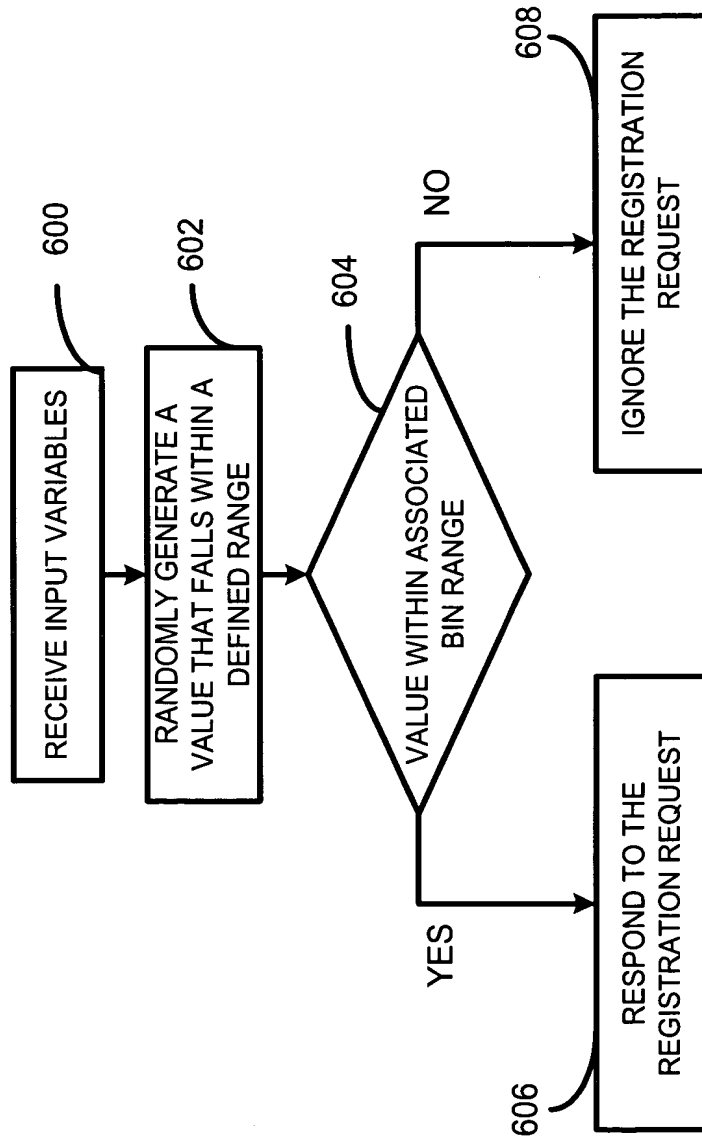 600
RECEIVE INPUT VARIABLES
602
RANDOMLY GENERATE A
VALUE THAT FALLS WITHIN A
DEFINED RANGE
604
VALUE WITHIN ASSOCIATED
BIN RANGE
YES
NO
606
RESPOND TO THE
REGISTRATION REQUEST
608
IGNORE THE REGISTRATION
REQUEST